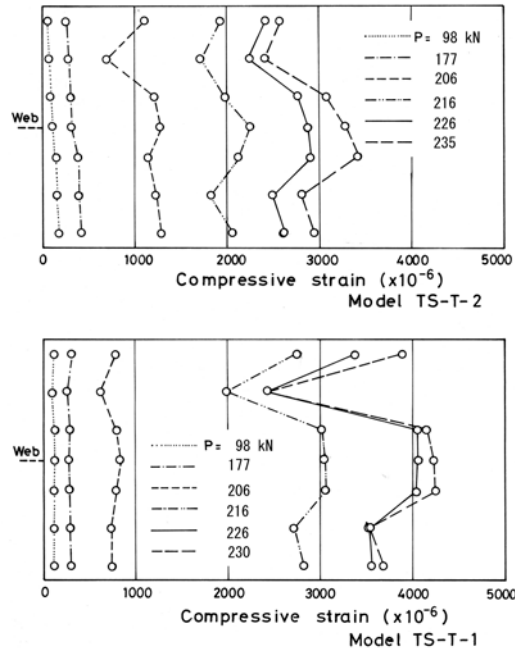 P= 98 kN
177
206
216
226
235
Web
0 1000 2000 3000 4000 5000
Compressive strain (x10-6)
Model TS-T-2
P= 98 kN
177
206
216
226
230
Web
0 1000 2000 3000 4000 5000
Compressive strain (x10-6)
Model TS-T-1